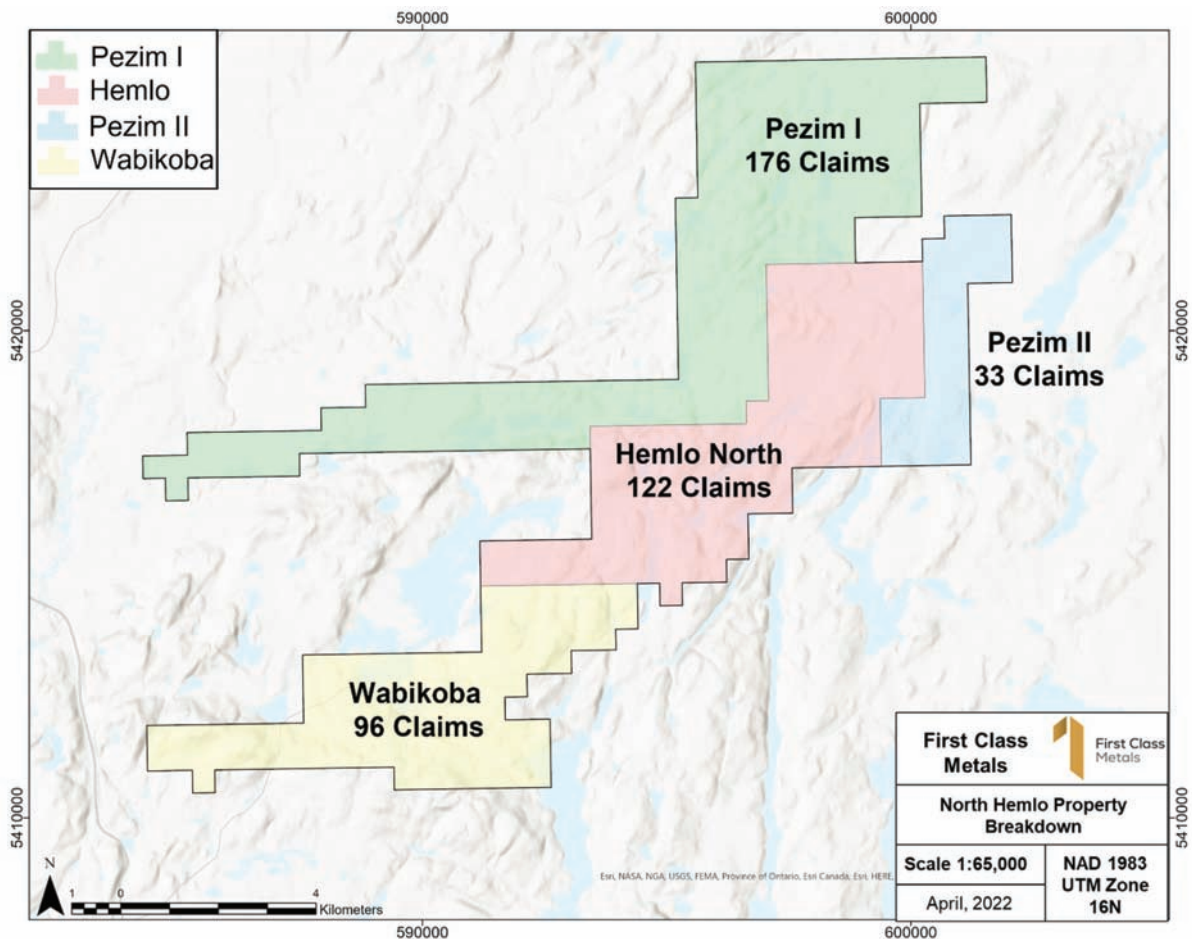 590000
600000
Pezim I
Hemlo
Pezim II
Wabikoba
Pezim I
176 Claims
5420000
5420000
Pezim II
33 Claims
Hemlo North
122 Claims
Wabikoba
96 Claims
First Class
Metals
First Class
Metals
North Hemlo Property
Breakdown
5410000
5410000
Scale 1:65,000
NAD 1983
UTM Zone
16N
April, 2022
Esri, NASA, NGA, USGS, FEMA, Province of Ontario, Esri Canada, Esri, HERE,
N
1 0 4
Kilometers
590000
600000